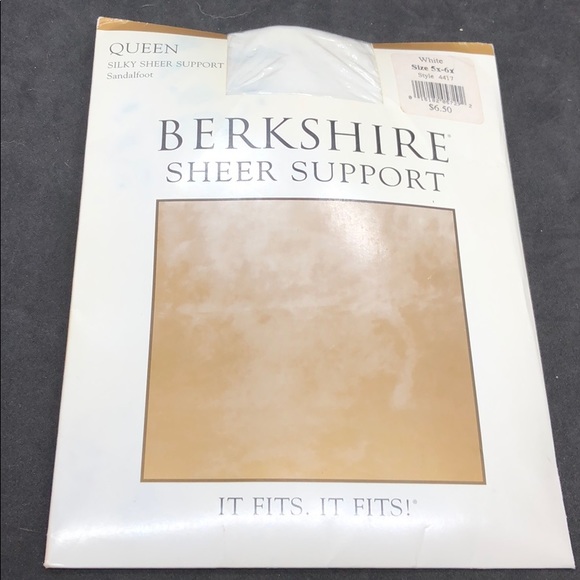 QUEEN
SILKY SHEER SUPPORT
Sandalfoot
White
Size 5x-6x
Style 4417
$6.50
BERKSHIRE®
SHEER SUPPORT
IT FITS. IT FITS!®